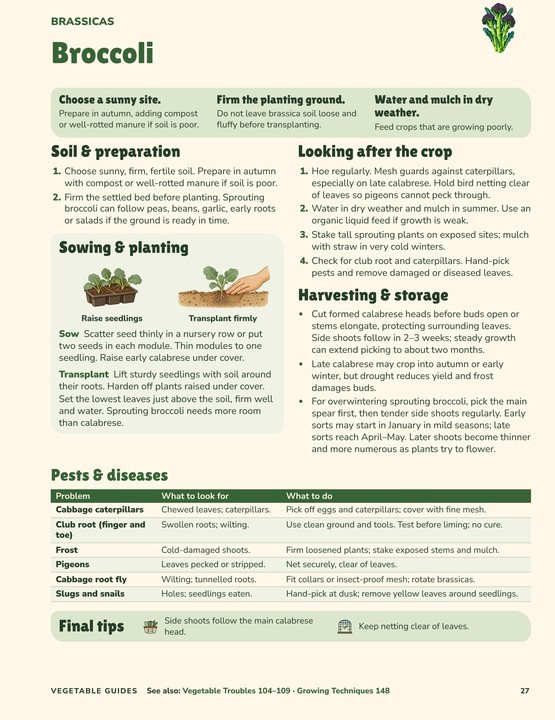 BRASSICAS
Broccoli
Choose a sunny site.
Prepare in autumn, adding compost
or well-rotted manure if soil is poor.
Firm the planting ground.
Do not leave brassica soil loose and
fluffy before transplanting.
Water and mulch in dry
weather.
Feed crops that are growing poorly.
Soil & preparation
1. Choose sunny, firm, fertile soil. Prepare in autumn
with compost or well-rotted manure if soil is poor.
2. Firm the settled bed before planting. Sprouting
broccoli can follow peas, beans, garlic, early roots
or salads if the ground is ready in time.
Sowing & planting
Raise seedlings
Transplant firmly
Sow Scatter seed thinly in a nursery row or put
two seeds in each module. Thin modules to one
seedling. Raise early calabrese under cover.
Transplant Lift sturdy seedlings with soil around
their roots. Harden off plants raised under cover.
Set the lowest leaves just above the soil, firm well
and water. Sprouting broccoli needs more room
than calabrese.
Looking after the crop
1. Hoe regularly. Mesh guards against caterpillars,
especially on late calabrese. Hold bird netting clear
of leaves so pigeons cannot peck through.
2. Water in dry weather and mulch in summer. Use an
organic liquid feed if growth is weak.
3. Stake tall sprouting plants on exposed sites; mulch
with straw in very cold winters.
4. Check for club root and caterpillars. Hand-pick
pests and remove damaged or diseased leaves.
Harvesting & storage
• Cut formed calabrese heads before buds open or
stems elongate, protecting surrounding leaves.
Side shoots follow in 2–3 weeks; steady growth
can extend picking to about two months.
• Late calabrese may crop into autumn or early
winter, but drought reduces yield and frost
damages buds.
• For overwintering sprouting broccoli, pick the main
spear first, then tender side shoots regularly. Early
sorts may start in January in mild seasons; late
sorts reach April–May. Later shoots become thinner
and more numerous as plants try to flower.
Pests & diseases
Problem What to look for What to do
Cabbage caterpillars Chewed leaves; caterpillars. Pick off eggs and caterpillars; cover with fine mesh.
Club root (finger and
toe) Swollen roots; wilting. Use clean ground and tools. Test before liming; no cure.
Frost Cold-damaged shoots. Firm loosened plants; stake exposed stems and mulch.
Pigeons Leaves pecked or stripped. Net securely, clear of leaves.
Cabbage root fly Wilting; tunnelled roots. Fit collars or insect-proof mesh; rotate brassicas.
Slugs and snails Holes; seedlings eaten. Hand-pick at dusk; remove yellow leaves around seedlings.
Final tips
Side shoots follow the main calabrese
head.
Keep netting clear of leaves.
VEGETABLE GUIDES See also: Vegetable Troubles 104–109 · Growing Techniques 148 27